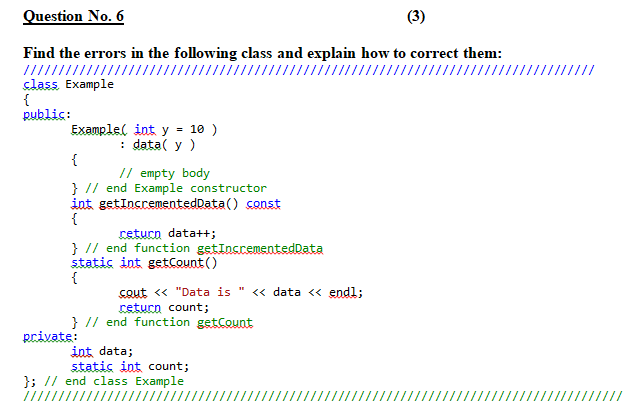 Question No. 6 (3)
Find the errors in the following class and explain how to correct them:
///////////////////////////////////////////////////////////////////////////////////
class Example
{
public:
Example( int y = 10 )
: data( y )
{
// empty body
} // end Example constructor
int getIncrementedData() const
{
return data++;
} // end function getIncrementedData
static int getCount()
{
cout << "Data is " << data << endl;
return count;
} // end function getCount
private:
int data;
static int count;
}; // end class Example
///////////////////////////////////////////////////////////////////////////////////////